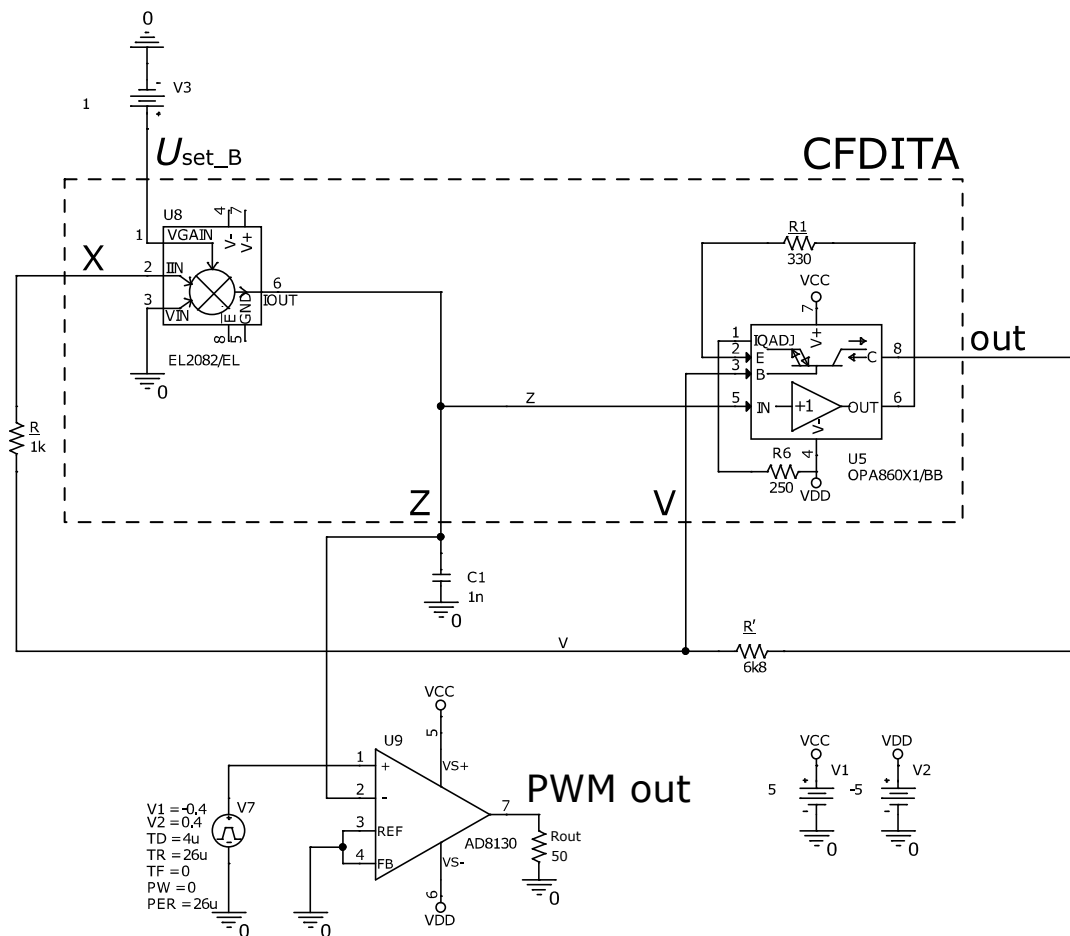 0
1
V3
Uset_B
CFDITA
U8
1
VGAIN
4
7
V-
V+
X
2
IIN
6
IOUT
3
VIN
E
GND
8
5
0
EL2082/EL
R1
330
VCC
7
V+
1
IQADJ
2
E
3
B
C
8
out
Z
5
IN
+1
OUT
6
V-
4
R6
250
VDD
U5
OPA860X1/BB
R
1k
Z
V
C1
1n
0
V
R'
6k8
VCC
5
U9
1
+
VS+
2
-
PWM out
7
V1 = -0.4
V2 = 0.4
TD = 4u
TR = 26u
TF = 0
PW = 0
PER = 26u
V7
3
REF
4
FB
AD8130
VS-
6
VDD
Rout
50
0
0
0
VCC
VDD
5
V1
-5
V2
0
0